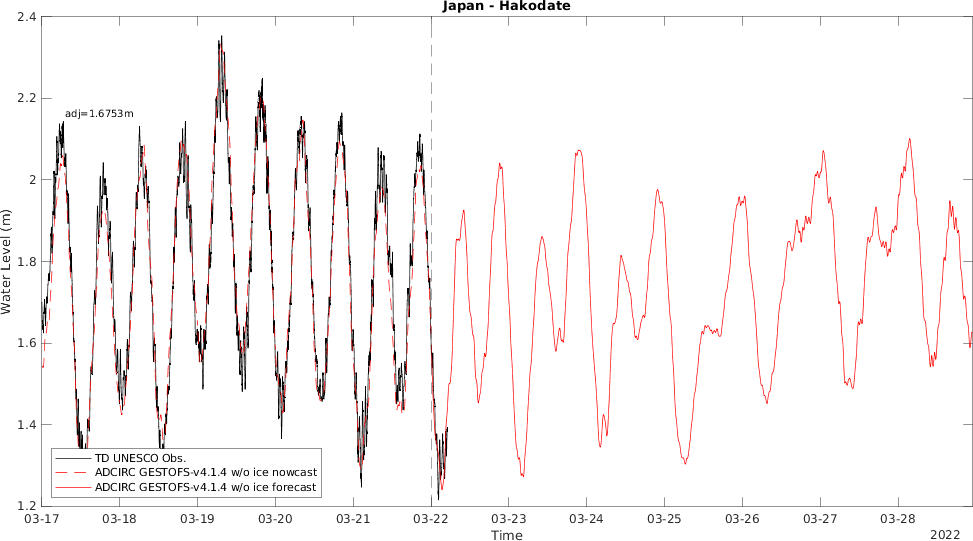 Japan - Hakodate
2.4
2.2
2
1.8
1.6
1.4
1.2
Water Level (m)
adj=1.6753m
TD UNESCO Obs.
ADCIRC GESTOFS-v4.1.4 w/o ice nowcast
ADCIRC GESTOFS-v4.1.4 w/o ice forecast
03-17 03-18 03-19 03-20 03-21 03-22 03-23 03-24 03-25 03-26 03-27 03-28
Time
2022